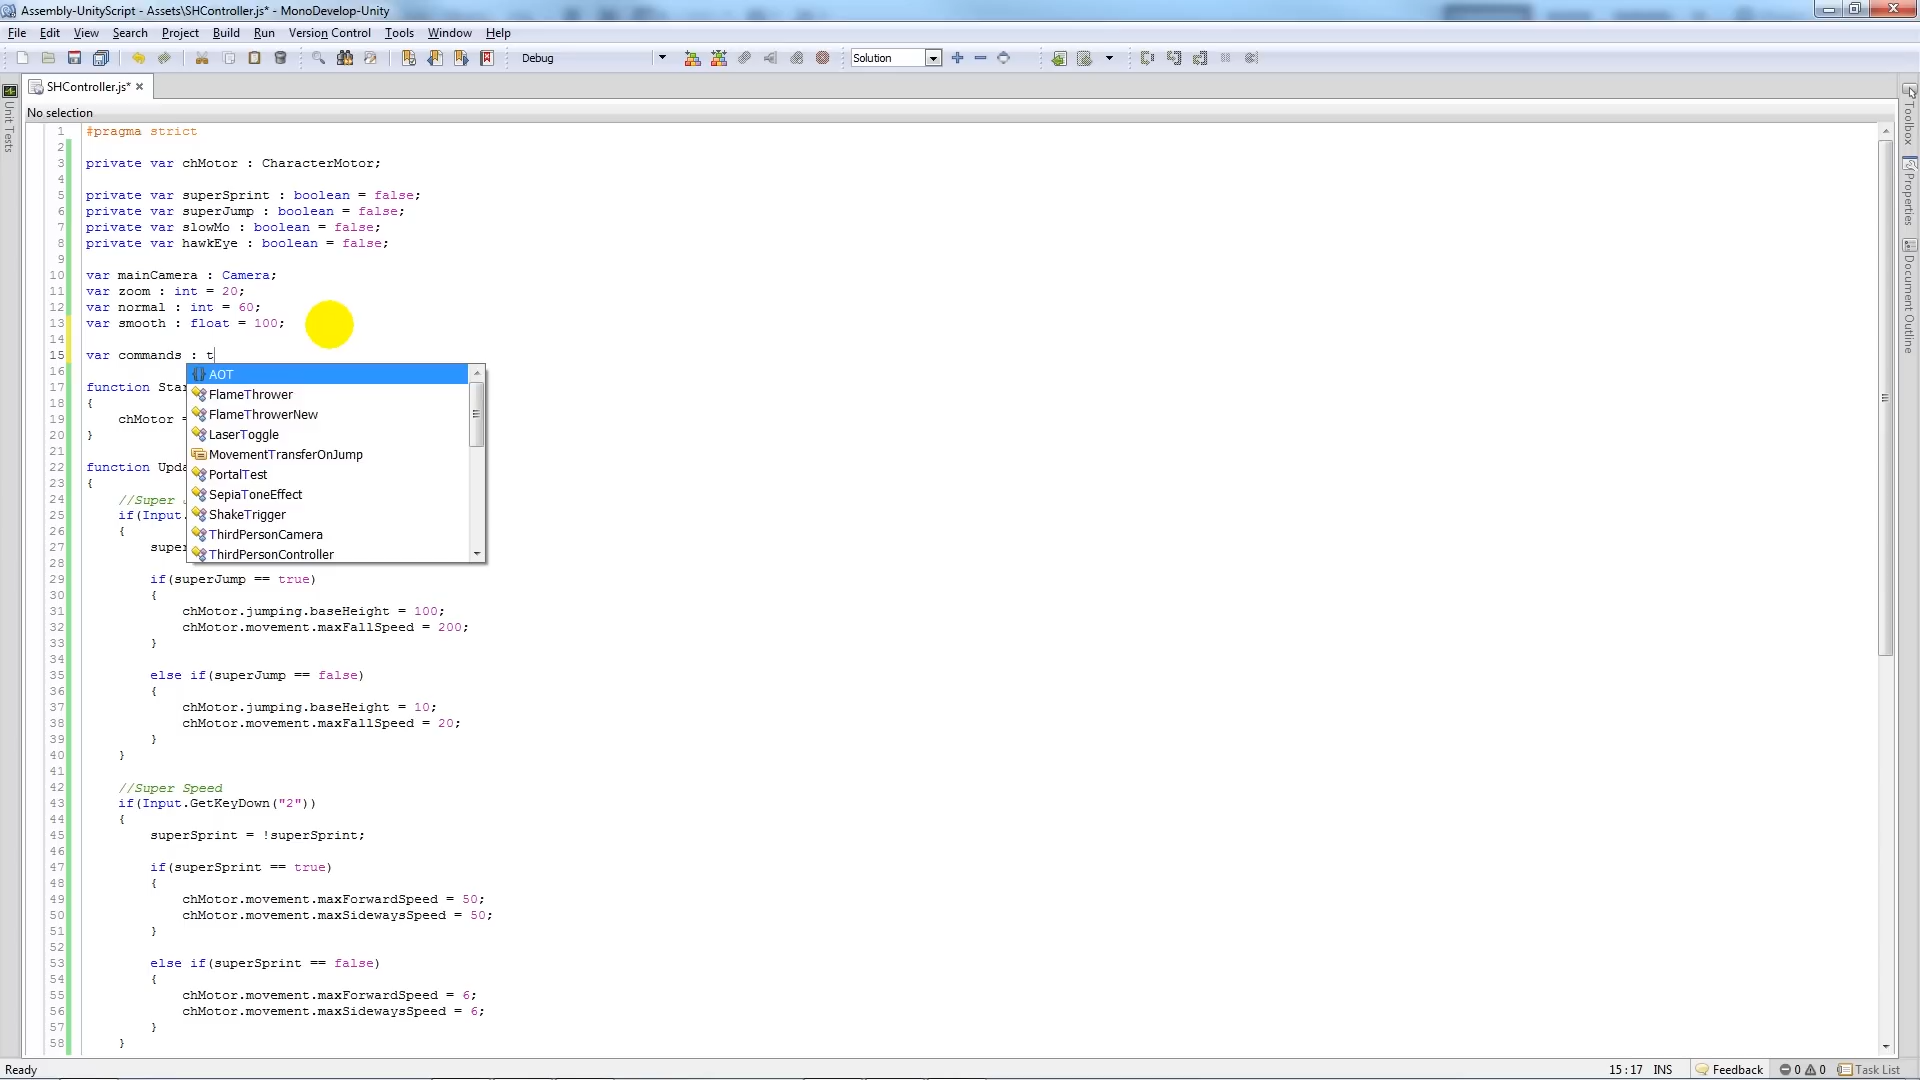 Assembly-UnityScript - Assets\SHController.js* - MonoDevelop-Unity
File Edit View Search Project Build Run Version Control Tools Window Help
Debug Solution
SHController.js*
No selection
Unit Tests
Toolbox
Properties
Document Outline
1 #pragma strict
2
3 private var chMotor : CharacterMotor;
4
5 private var superSprint : boolean = false;
6 private var superJump : boolean = false;
7 private var slowMo : boolean = false;
8 private var hawkEye : boolean = false;
9
10 var mainCamera : Camera;
11 var zoom : int = 20;
12 var normal : int = 60;
13 var smooth : float = 100;
14
15 var commands : t
16
17 function Star
18 {
19 chMotor =
20 }
21
22 function Upda
23 {
24 //Super
25 if(Input.
26 {
27 super
28
AOT
FlameThrower
FlameThrowerNew
LaserToggle
MovementTransferOnJump
PortalTest
SepiaToneEffect
ShakeTrigger
ThirdPersonCamera
ThirdPersonController
29 if(superJump == true)
30 {
31 chMotor.jumping.baseHeight = 100;
32 chMotor.movement.maxFallSpeed = 200;
33 }
34
35 else if(superJump == false)
36 {
37 chMotor.jumping.baseHeight = 10;
38 chMotor.movement.maxFallSpeed = 20;
39 }
40 }
41
42 //Super Speed
43 if(Input.GetKeyDown("2"))
44 {
45 superSprint = !superSprint;
46
47 if(superSprint == true)
48 {
49 chMotor.movement.maxForwardSpeed = 50;
50 chMotor.movement.maxSidewaysSpeed = 50;
51 }
52
53 else if(superSprint == false)
54 {
55 chMotor.movement.maxForwardSpeed = 6;
56 chMotor.movement.maxSidewaysSpeed = 6;
57 }
58 }
Ready 15 : 17 INS Feedback 0 0 Task List